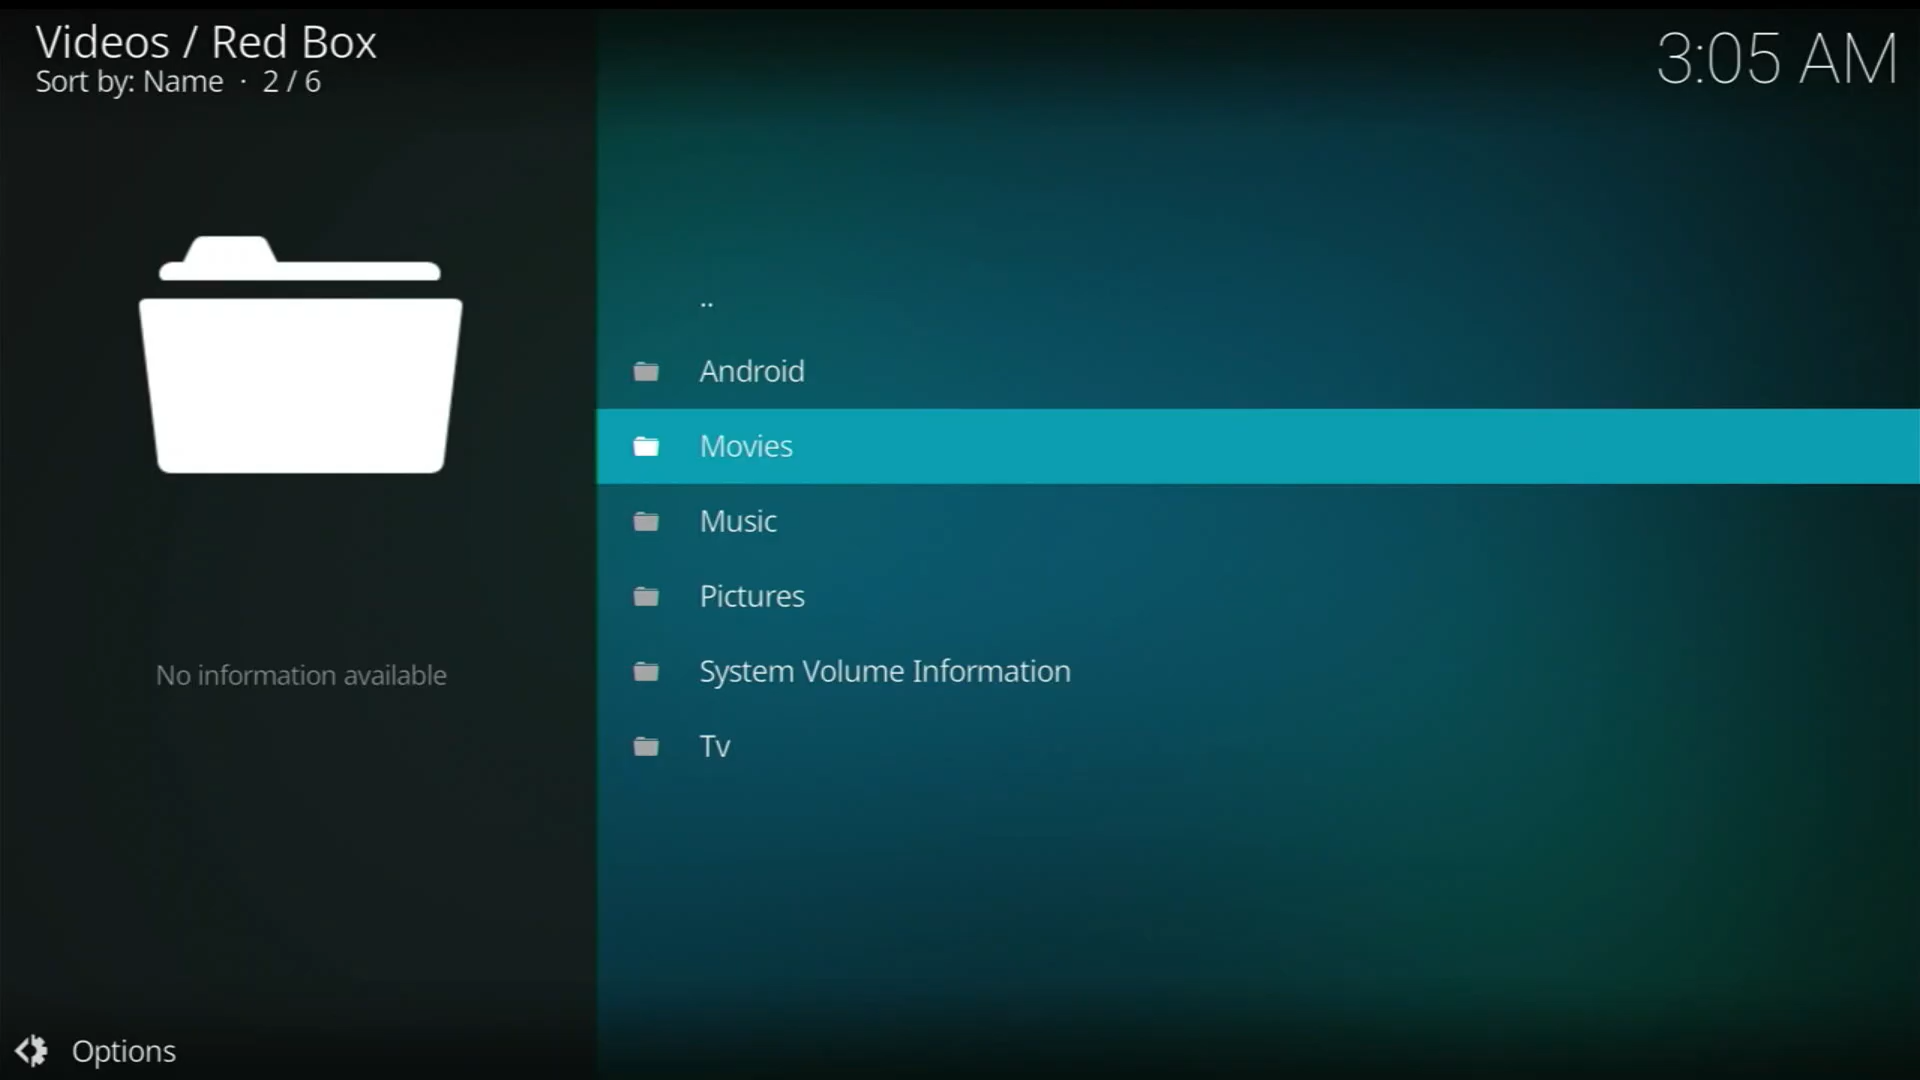 Videos / Red Box
Sort by: Name · 2 / 6
3:05 AM
..
Android
Movies
Music
Pictures
System Volume Information
Tv
No information available
Options